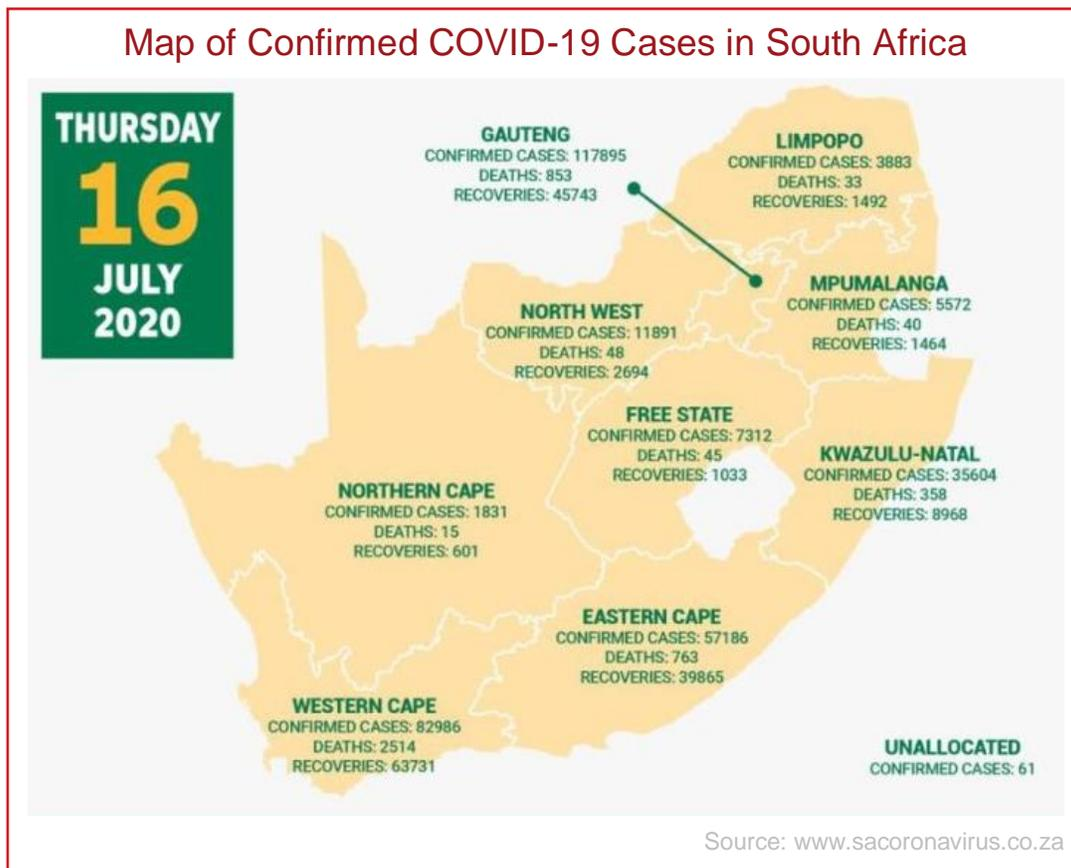 Map of Confirmed COVID-19 Cases in South Africa
THURSDAY
16
JULY
2020
GAUTENG
CONFIRMED CASES: 117895
DEATHS: 853
RECOVERIES: 45743
LIMPOPO
CONFIRMED CASES: 3883
DEATHS: 33
RECOVERIES: 1492
MPUMALANGA
CONFIRMED CASES: 5572
DEATHS: 40
RECOVERIES: 1464
NORTH WEST
CONFIRMED CASES: 11891
DEATHS: 48
RECOVERIES: 2694
FREE STATE
CONFIRMED CASES: 7312
DEATHS: 45
RECOVERIES: 1033
KWAZULU-NATAL
CONFIRMED CASES: 35604
DEATHS: 358
RECOVERIES: 8968
NORTHERN CAPE
CONFIRMED CASES: 1831
DEATHS: 15
RECOVERIES: 601
EASTERN CAPE
CONFIRMED CASES: 57186
DEATHS: 763
RECOVERIES: 39865
WESTERN CAPE
CONFIRMED CASES: 82986
DEATHS: 2514
RECOVERIES: 63731
UNALLOCATED
CONFIRMED CASES: 61
Source: www.sacoronavirus.co.za